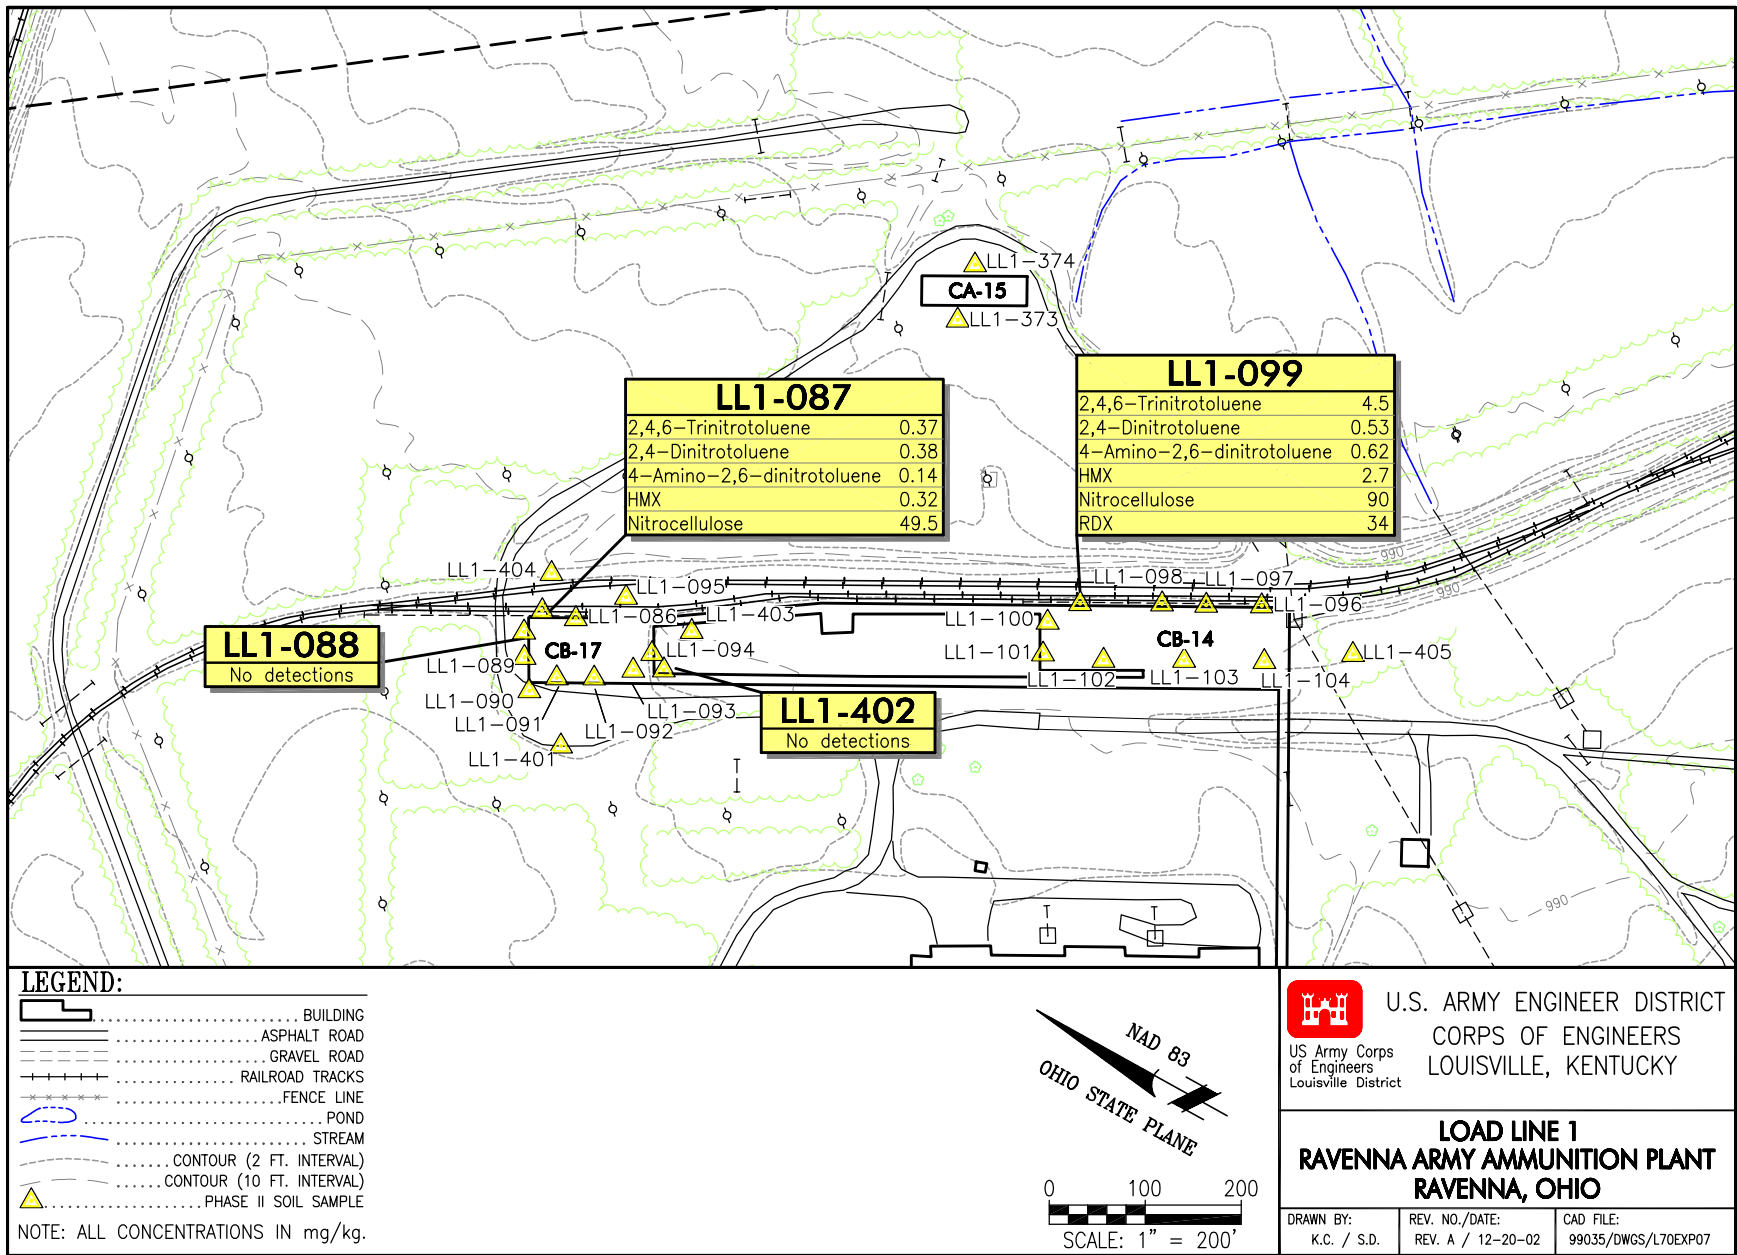 LL1-374
CA-15
LL1-373
LL1-087
2,4,6-Trinitrotoluene 0.37
2,4-Dinitrotoluene 0.38
4-Amino-2,6-dinitrotoluene 0.14
HMX 0.32
Nitrocellulose 49.5
LL1-099
2,4,6-Trinitrotoluene 4.5
2,4-Dinitrotoluene 0.53
4-Amino-2,6-dinitrotoluene 0.62
HMX 2.7
Nitrocellulose 90
RDX 34
990
990
LL1-404
LL1-095
LL1-098
LL1-097
LL1-096
LL1-086
LL1-403
LL1-100
LL1-088
No detections
CB-17
CB-14
LL1-089
LL1-094
LL1-101
LL1-405
LL1-090
LL1-102
LL1-103
LL1-104
LL1-091
LL1-092
LL1-093
LL1-402
No detections
LL1-401
990
LEGEND:
BUILDING
ASPHALT ROAD
GRAVEL ROAD
RAILROAD TRACKS
FENCE LINE
POND
STREAM
CONTOUR (2 FT. INTERVAL)
CONTOUR (10 FT. INTERVAL)
PHASE II SOIL SAMPLE
NOTE: ALL CONCENTRATIONS IN mg/kg.
NAD 83
OHIO STATE PLANE
0 100 200
SCALE: 1" = 200'
US Army Corps
of Engineers
Louisville District
U.S. ARMY ENGINEER DISTRICT
CORPS OF ENGINEERS
LOUISVILLE, KENTUCKY
LOAD LINE 1
RAVENNA ARMY AMMUNITION PLANT
RAVENNA, OHIO
DRAWN BY:
K.C. / S.D.
REV. NO./DATE:
REV. A / 12-20-02
CAD FILE:
99035/DWGS/L70EXP07